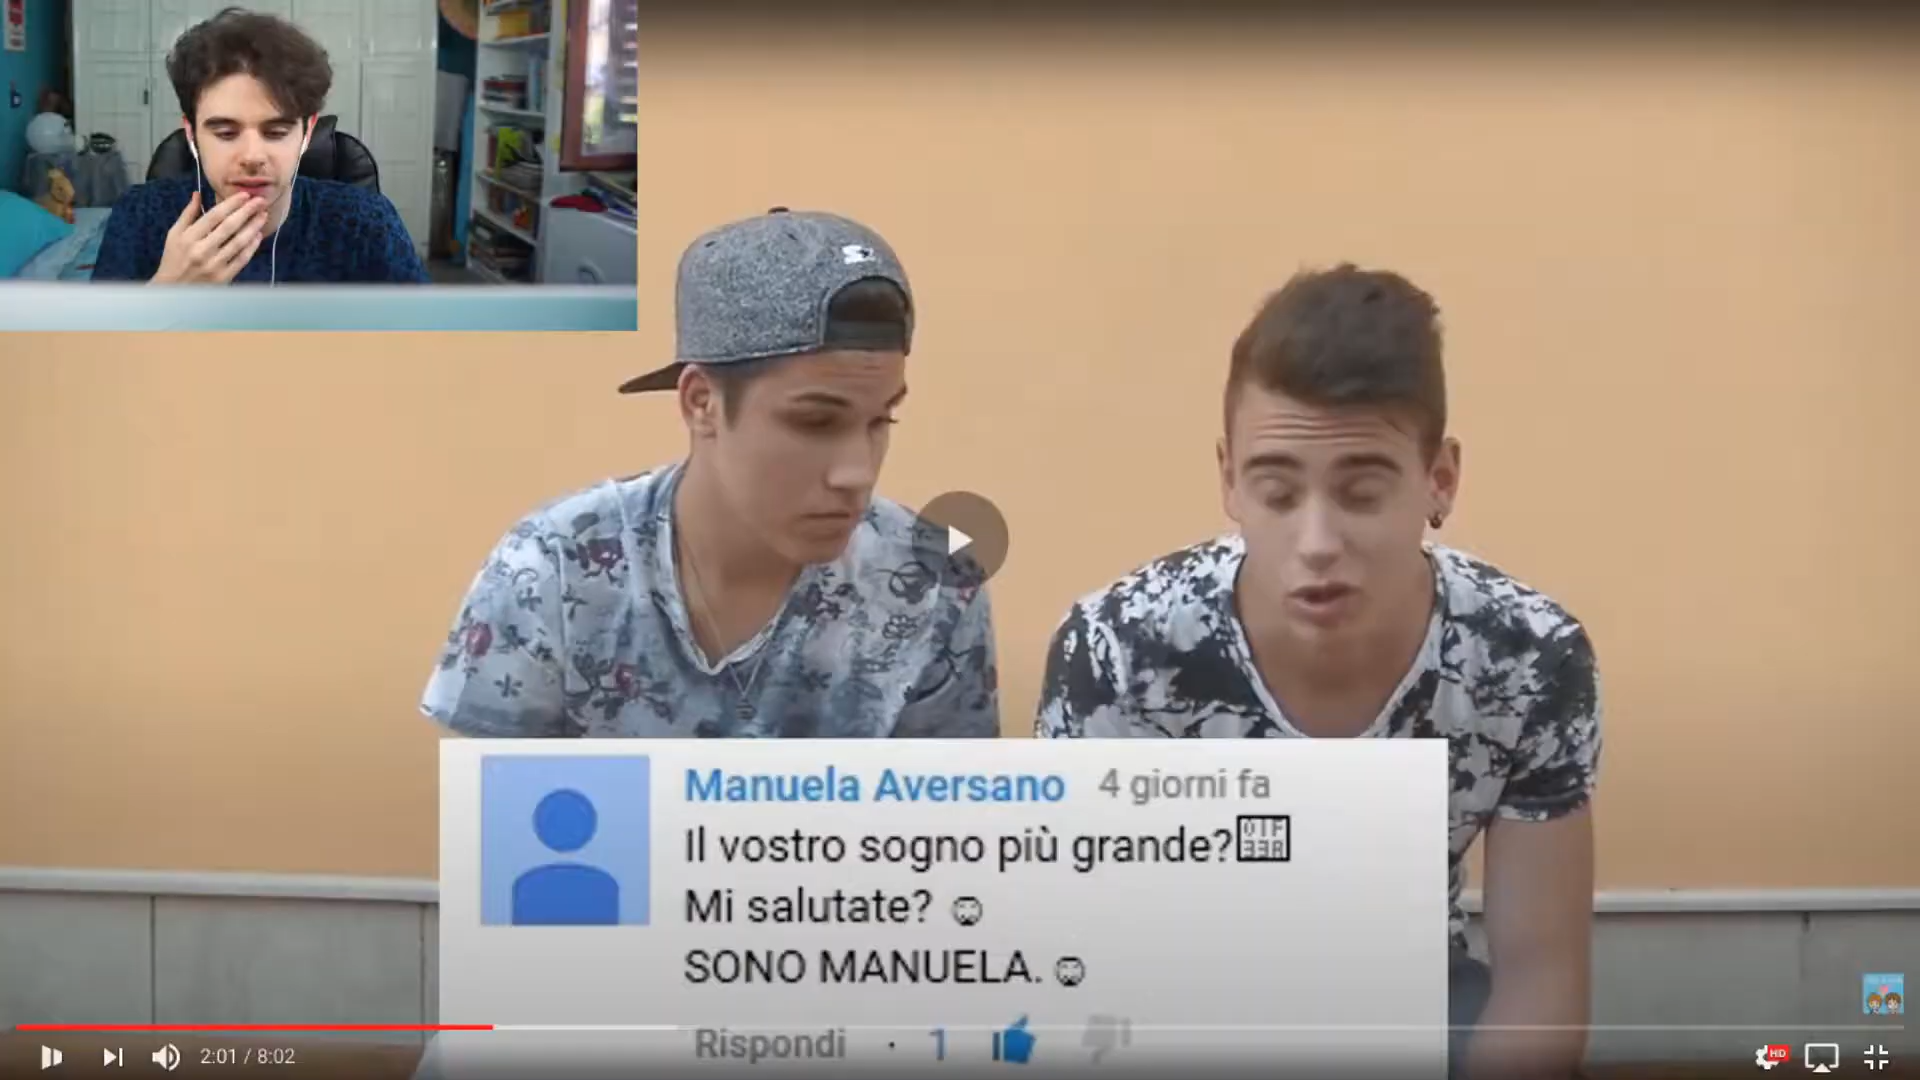 Manuela Aversano 4 giorni fa
Il vostro sogno più grande?
Mi salutate?
SONO MANUELA.
Rispondi · 1
2:01 / 8:02
HD